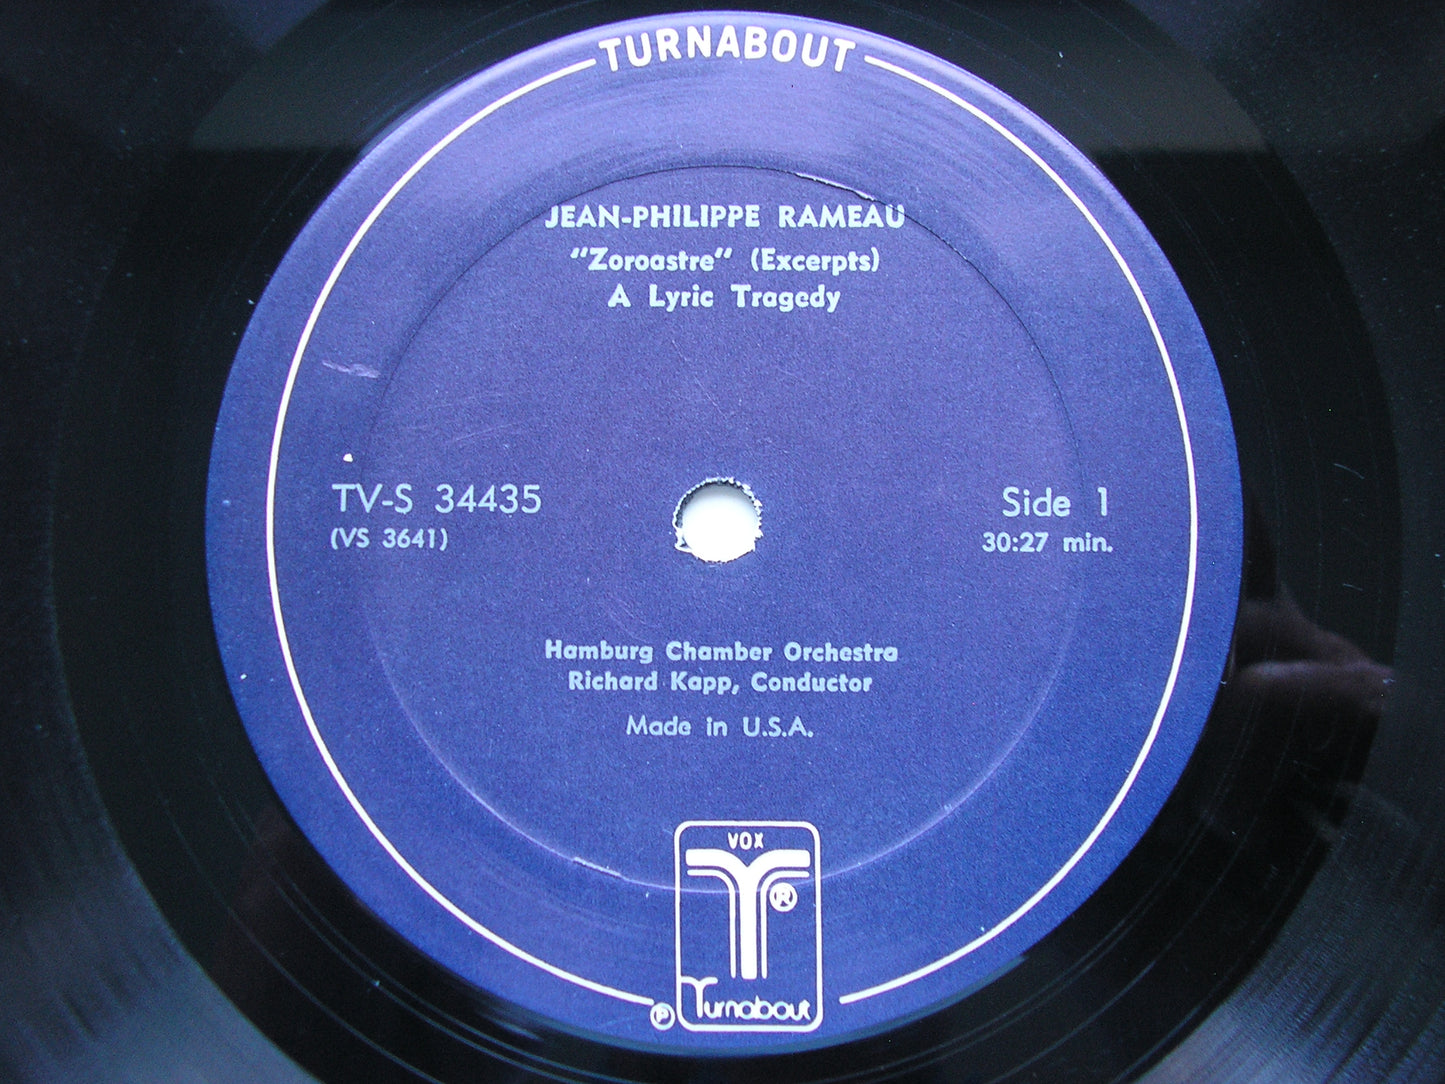 TURNABOUT
JEAN-PHILIPPE RAMEAU
"Zoroastre" (Excerpts)
A Lyric Tragedy
TV-S 34435
(VS 3641)
Side 1
30:27 min.
Hamburg Chamber Orchestra
Richard Kapp, Conductor
Made in U.S.A.
VOX
®
Turnabout
℗